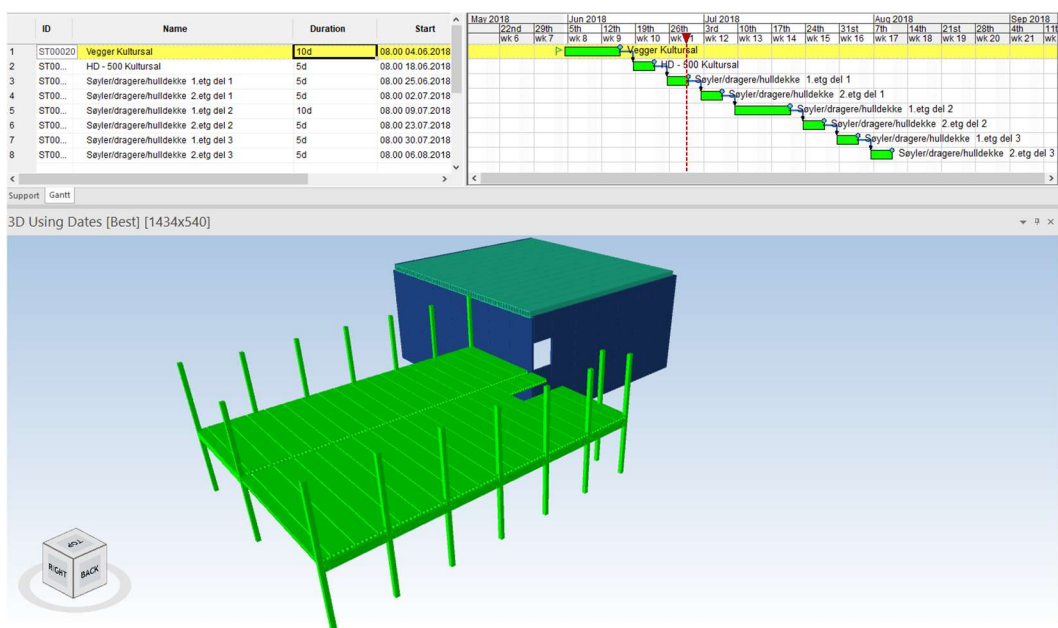 ID Name Duration Start
May 2018 Jun 2018 Jul 2018 Aug 2018 Sep 2018
22nd 29th 5th 12th 19th 26th 3rd 10th 17th 24th 31st 7th 14th 21st 28th 4th 11t
wk 6 wk 7 wk 8 wk 9 wk 10 wk 12 wk 13 wk 14 wk 15 wk 16 wk 17 wk 18 wk 19 wk 20 wk 21 wk
1 ST00020 Vegger Kultursal 10d 08.00 04.06.2018 Vegger Kultursal
2 ST00... HD - 500 Kultursal 5d 08.00 18.06.2018 HD - 500 Kultursal
3 ST00... Søyler/dragere/hulldekke 1.etg del 1 5d 08.00 25.06.2018 Søyler/dragere/hulldekke 1.etg del 1
4 ST00... Søyler/dragere/hulldekke 2.etg del 1 5d 08.00 02.07.2018 Søyler/dragere/hulldekke 2.etg del 1
5 ST00... Søyler/dragere/hulldekke 1.etg del 2 10d 08.00 09.07.2018 Søyler/dragere/hulldekke 1.etg del 2
6 ST00... Søyler/dragere/hulldekke 2.etg del 2 5d 08.00 23.07.2018 Søyler/dragere/hulldekke 2.etg del 2
7 ST00... Søyler/dragere/hulldekke 1.etg del 3 5d 08.00 30.07.2018 Søyler/dragere/hulldekke 1.etg del 3
8 ST00... Søyler/dragere/hulldekke 2.etg del 3 5d 08.00 06.08.2018 Søyler/dragere/hulldekke 2.etg del 3
Support Gantt
3D Using Dates [Best] [1434x540]
TOP
RIGHT BACK